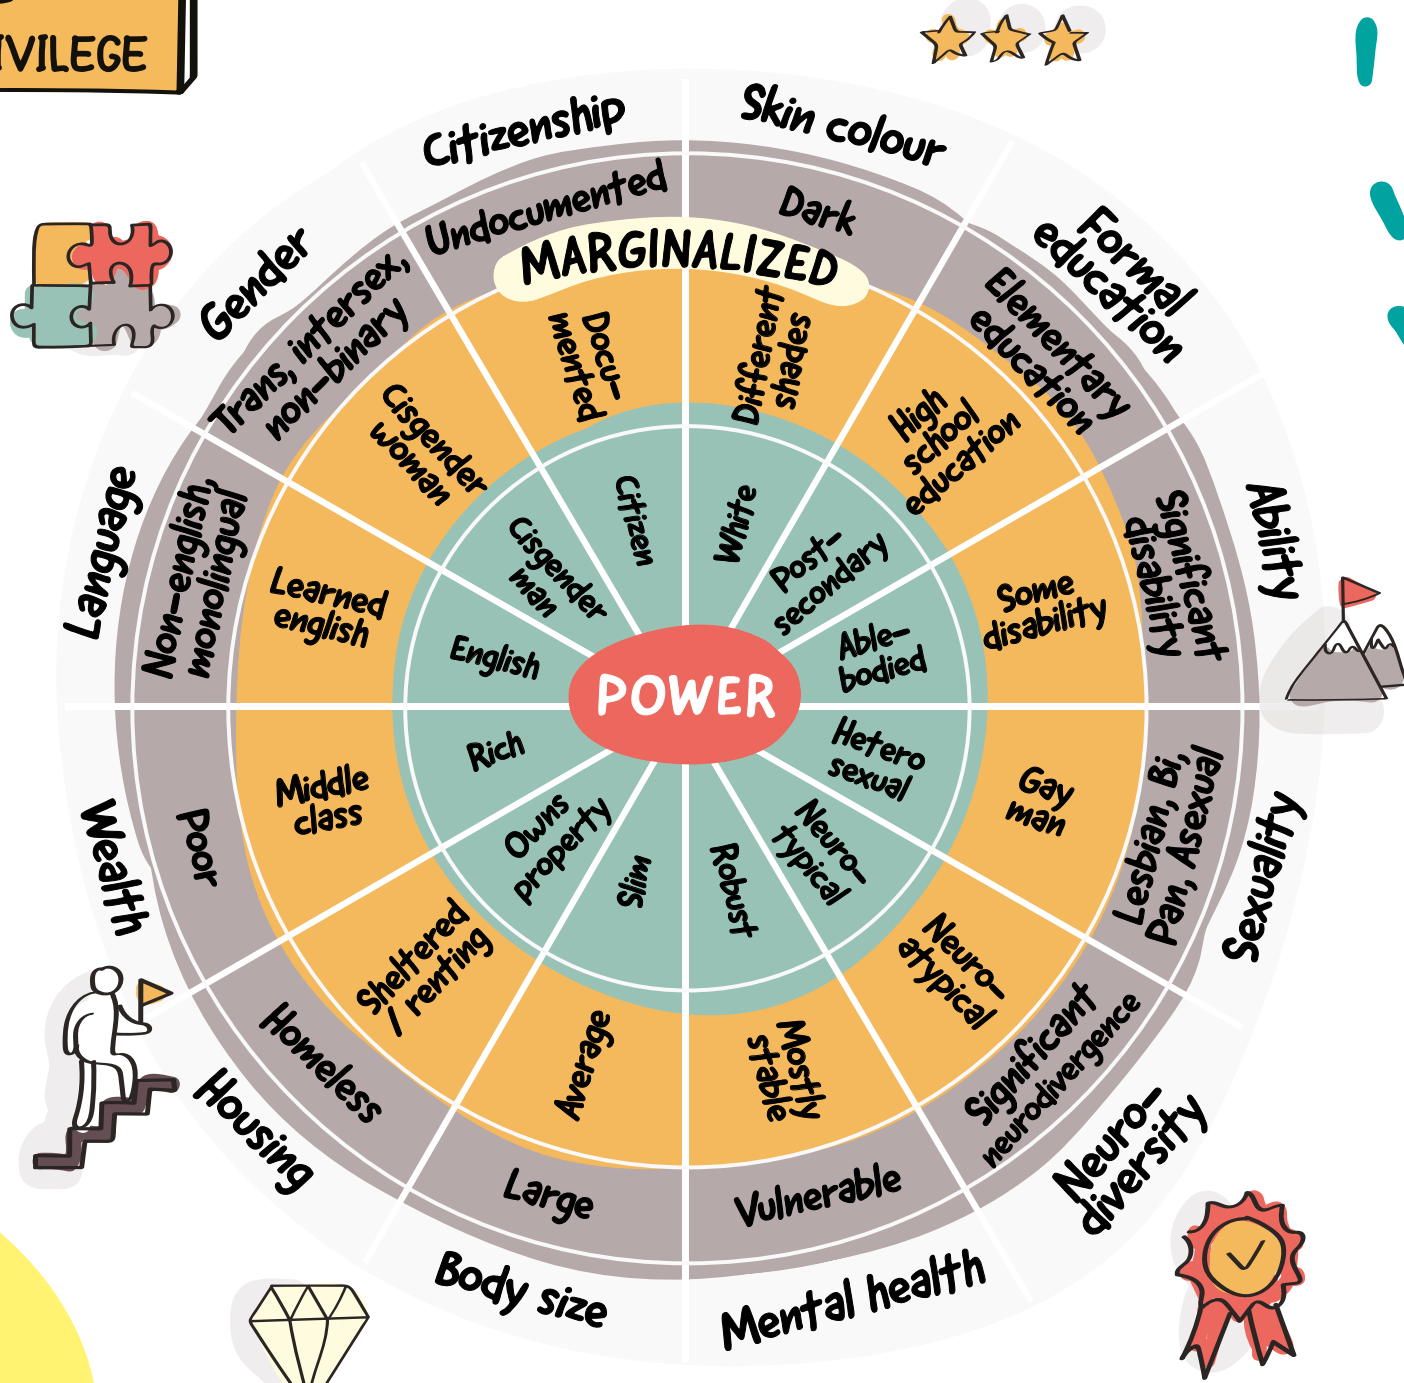 IVILEGE
Citizenship
Undocumented
Docu-
mented
Citizen
Skin colour
Dark
Different
shades
White
Formal
education
Elementary
education
High
school
education
Post-
secondary
Ability
Significant
disability
Some
disability
Able-
bodied
Sexuality
Lesbian, Bi,
Pan, Asexual
Gay
man
Hetero
sexual
Neuro-
diversity
Significant
neurodivergence
Neuro-
atypical
Neuro-
typical
Mental health
Vulnerable
Mostly
stable
Robust
Body size
Large
Average
Slim
Housing
Homeless
Sheltered
/ renting
Owns
property
Wealth
Poor
Middle
class
Rich
Language
Non-english,
monolingual
Learned
english
English
Gender
Trans, intersex,
non-binary
Cisgender
woman
Cisgender
man
MARGINALIZED
POWER